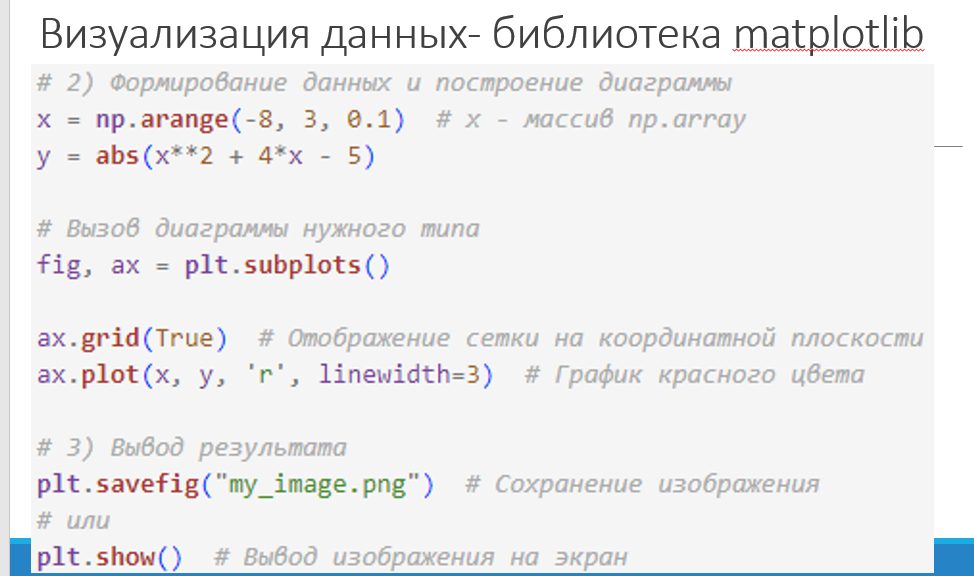 Визуализация данных- библиотека matplotlib
# 2) Формирование данных и построение диаграммы
x = np.arange(-8, 3, 0.1)  # x - массив np.array
y = abs(x**2 + 4*x - 5)
# Вызов диаграммы нужного типа
fig, ax = plt.subplots()
ax.grid(True)  # Отображение сетки на координатной плоскости
ax.plot(x, y, 'r', linewidth=3)  # График красного цвета
# 3) Вывод результата
plt.savefig("my_image.png")  # Сохранение изображения
# или
plt.show()  # Вывод изображения на экран